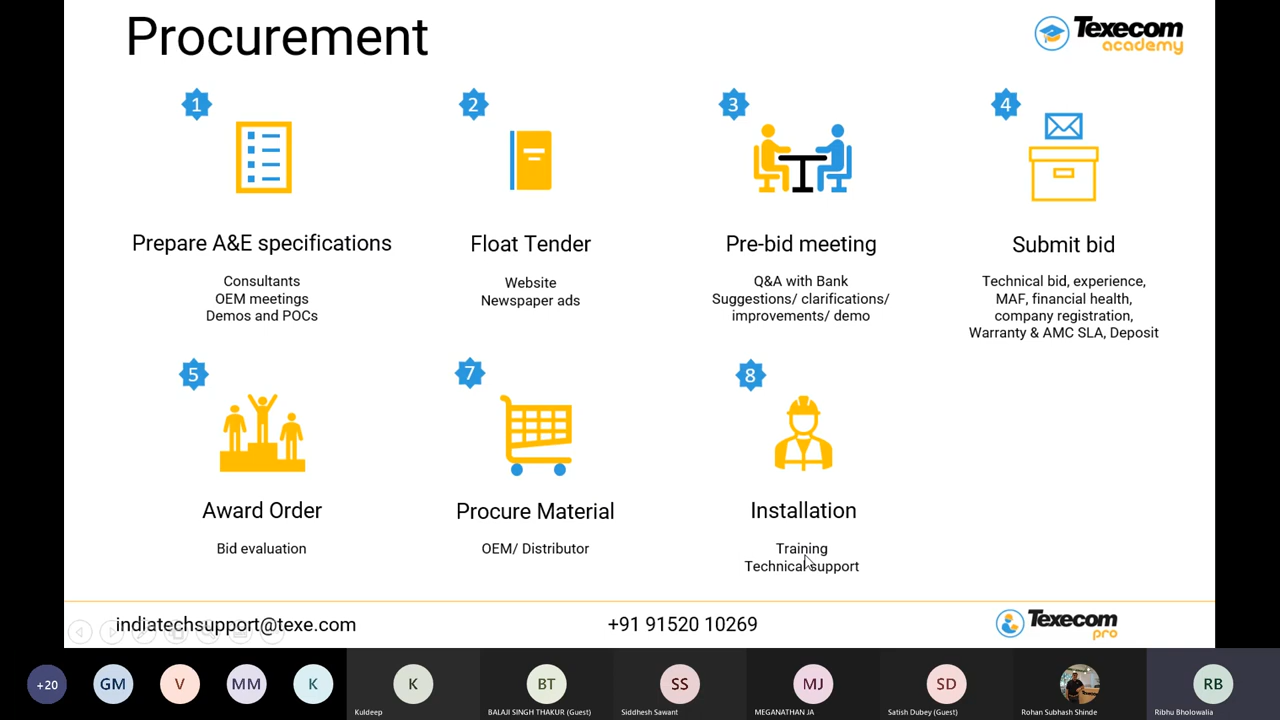 Procurement
Texecom
academy
1
2
3
4
Prepare A&E specifications
Float Tender
Pre-bid meeting
Submit bid
Consultants
OEM meetings
Demos and POCs
Website
Newspaper ads
Q&A with Bank
Suggestions/ clarifications/
improvements/ demo
Technical bid, experience,
MAF, financial health,
company registration,
Warranty & AMC SLA, Deposit
5
7
8
Award Order
Procure Material
Installation
Bid evaluation
OEM/ Distributor
Training
Technical support
indiatechsupport@texe.com
+91 91520 10269
Texecom
pro
+20
GM
V
MM
K
K
BT
SS
MJ
SD
RB
Kuldeep
BALAJI SINGH THAKUR (Guest)
Siddhesh Sawant
MEGANATHAN JA
Satish Dubey (Guest)
Rohan Subhash Shinde
Ribhu Bholowalia